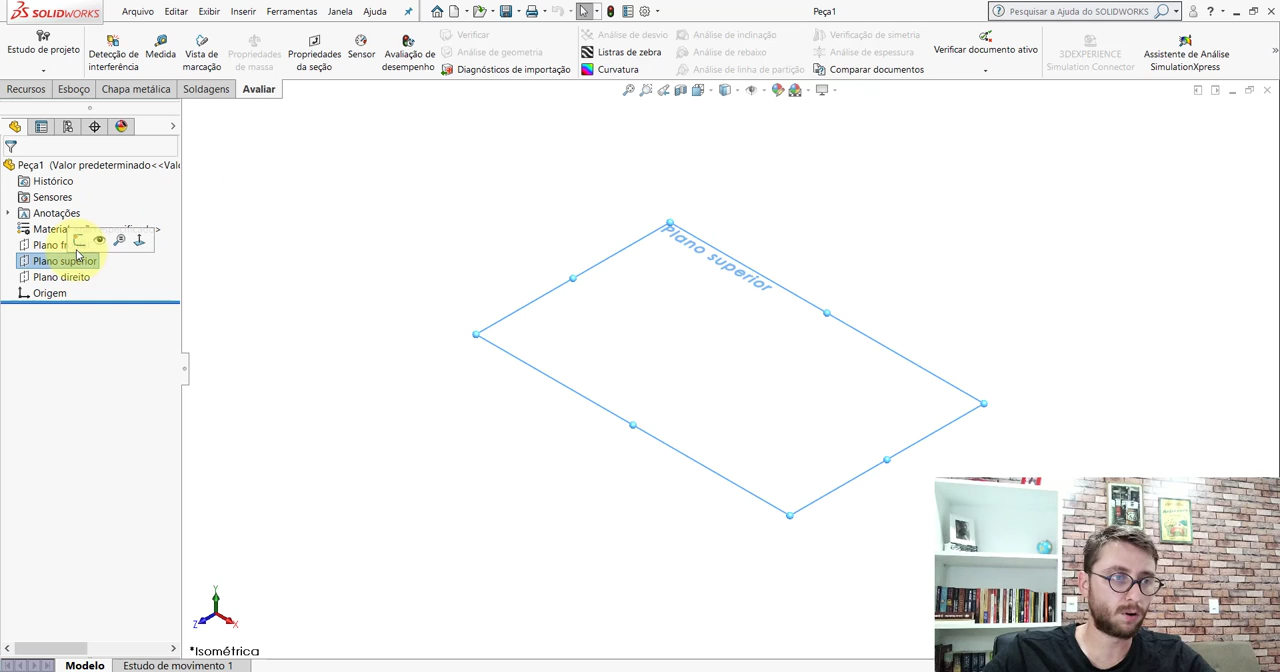 SOLIDWORKS
Arquivo
Editar
Exibir
Inserir
Ferramentas
Janela
Ajuda
Peça1
Pesquisar a Ajuda do SOLIDWORKS
Estudo de projeto
Detecção de interferência
Medida
Vista de marcação
Propriedades de massa
Propriedades da seção
Sensor
Avaliação de desempenho
Verificar
Análise de geometria
Diagnósticos de importação
Análise de desvio
Listras de zebra
Curvatura
Análise de inclinação
Análise de rebaixo
Análise de linha de partição
Verificação de simetria
Análise de espessura
Comparar documentos
Verificar documento ativo
3DEXPERIENCE Simulation Connector
Assistente de Análise SimulationXpress
Recursos
Esboço
Chapa metálica
Soldagens
Avaliar
Peça1 (Valor predeterminado<<Vale
Histórico
Sensores
Anotações
Material
Plano fr
Plano superior
Plano direito
Origem
Plano superior
Y
Z
X
*Isométrica
Modelo
Estudo de movimento 1